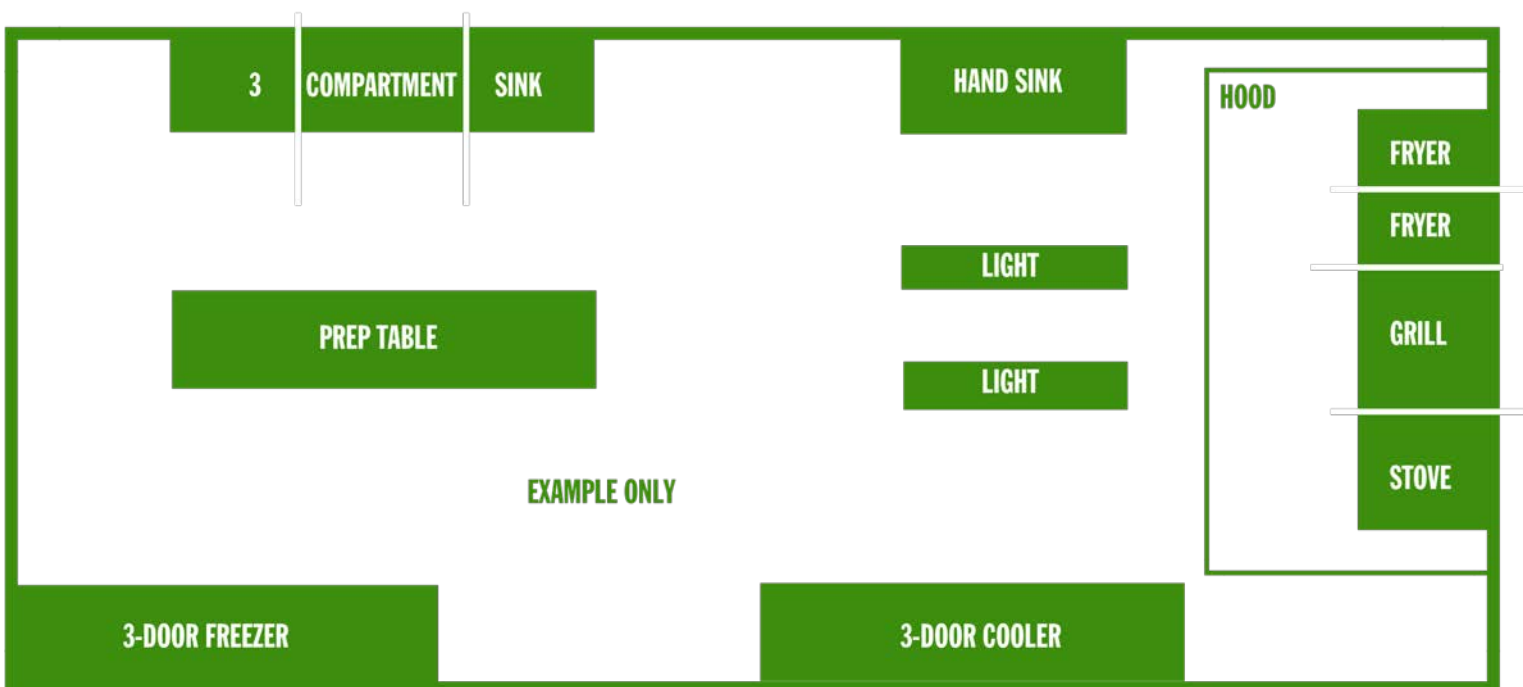 3 COMPARTMENT SINK
HAND SINK
HOOD
FRYER
FRYER
LIGHT
GRILL
PREP TABLE
LIGHT
STOVE
EXAMPLE ONLY
3-DOOR FREEZER
3-DOOR COOLER